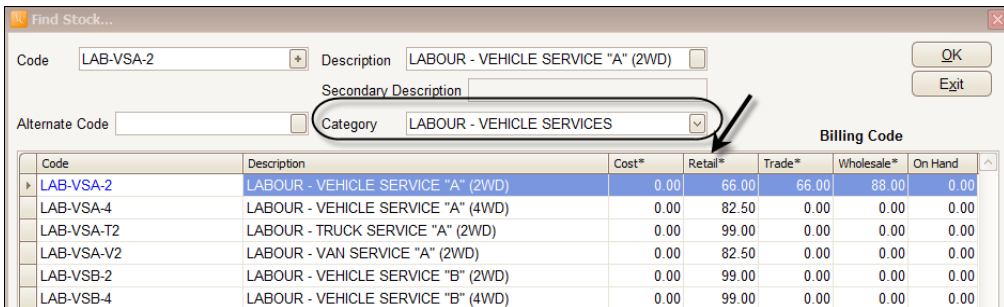 Find Stock...
Code LAB-VSA-2 + Description LABOUR - VEHICLE SERVICE "A" (2WD) OK
Secondary Description Exit
Alternate Code Category LABOUR - VEHICLE SERVICES
Billing Code
Code Description Cost* Retail* Trade* Wholesale* On Hand
LAB-VSA-2 LABOUR - VEHICLE SERVICE "A" (2WD) 0.00 66.00 66.00 88.00 0.00
LAB-VSA-4 LABOUR - VEHICLE SERVICE "A" (4WD) 0.00 82.50 0.00 0.00 0.00
LAB-VSA-T2 LABOUR - TRUCK SERVICE "A" (2WD) 0.00 99.00 0.00 0.00 0.00
LAB-VSA-V2 LABOUR - VAN SERVICE "A" (2WD) 0.00 82.50 0.00 0.00 0.00
LAB-VSB-2 LABOUR - VEHICLE SERVICE "B" (2WD) 0.00 99.00 0.00 0.00 0.00
LAB-VSB-4 LABOUR - VEHICLE SERVICE "B" (4WD) 0.00 99.00 0.00 0.00 0.00